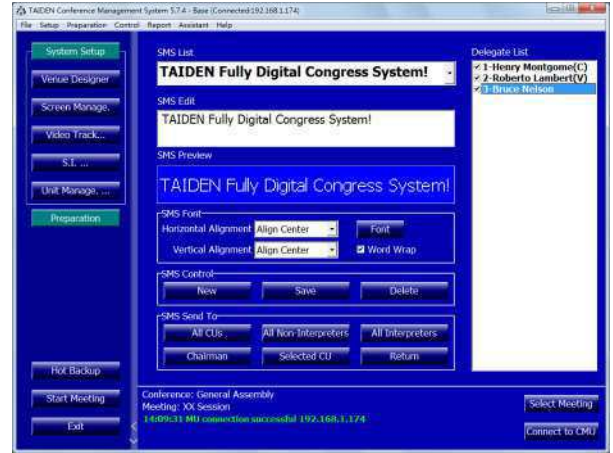 TAIDEN Conference Management System 5.7.4 - Base (Connected:192.168.1.174)
File Setup Preparation Control Report Assistant Help
System Setup
Venue Designer
Screen Manage.
Video Track...
S.I. ...
Unit Manage. ...
Preparation
Hot Backup
Start Meeting
Exit
SMS List
TAIDEN Fully Digital Congress System!
SMS Edit
TAIDEN Fully Digital Congress System!
SMS Preview
TAIDEN Fully Digital Congress System!
SMS Font
Horizontal Alignment Align Center Font
Vertical Alignment Align Center Word Wrap
SMS Control
New Save Delete
SMS Send To
All CUs All Non-Interpreters All Interpreters
Chairman Selected CU Return
Delegate List
1-Henry Montgome(C)
2-Roberto Lambert(V)
3-Bruce Nelson
Conference: General Assembly
Meeting: XX Session
14:09:31 MU connection successful 192.168.1.174
Select Meeting
Connect to CMU